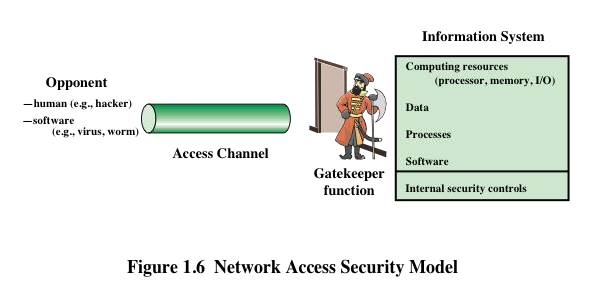 Information System
Opponent
—human (e.g., hacker)
—software
(e.g., virus, worm)
Access Channel
Gatekeeper
function
Computing resources
(processor, memory, I/O)
Data
Processes
Software
Internal security controls
Figure 1.6 Network Access Security Model